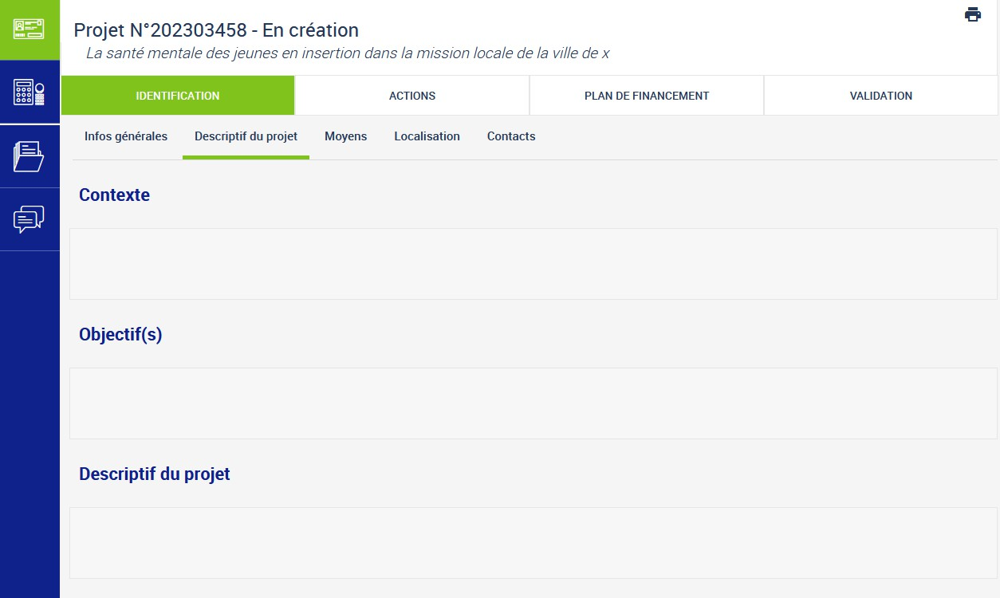 Projet N°202303458 - En création
La santé mentale des jeunes en insertion dans la mission locale de la ville de x
IDENTIFICATION ACTIONS PLAN DE FINANCEMENT VALIDATION
Infos générales Descriptif du projet Moyens Localisation Contacts
Contexte
Objectif(s)
Descriptif du projet